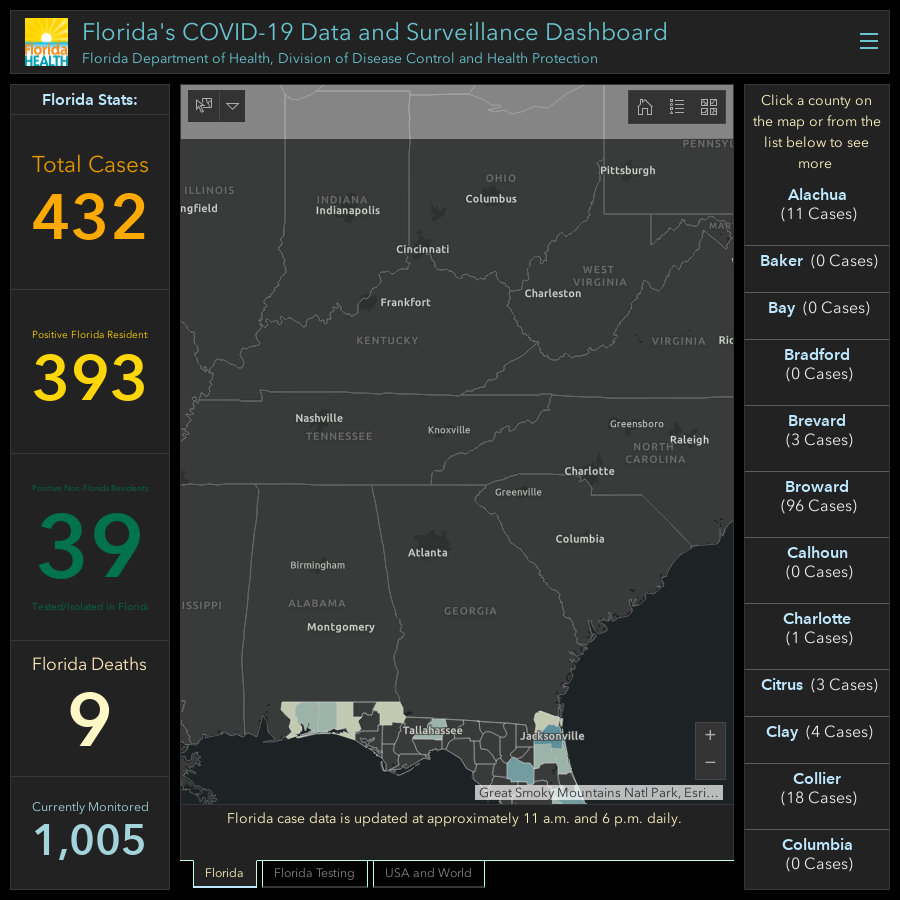 Florida's COVID-19 Data and Surveillance Dashboard
Florida Department of Health, Division of Disease Control and Health Protection
Florida
HEALTH
Florida Stats:
Total Cases
432
Positive Florida Resident
393
Positive Non-Florida Residents
39
Tested/Isolated in Florida
Florida Deaths
9
Currently Monitored
1,005
PENNSYL
Pittsburgh
OHIO
ILLINOIS
INDIANA
Columbus
ngfield
Indianapolis
MAR
Cincinnati
WEST
VIRGINIA
Charleston
Frankfort
KENTUCKY
VIRGINIA
Ric
Nashville
TENNESSEE
Knoxville
Greensboro
Raleigh
NORTH
CAROLINA
Charlotte
Greenville
Columbia
Atlanta
Birmingham
ISSIPPI
ALABAMA
GEORGIA
Montgomery
Tallahassee
Jacksonville
+
−
Great Smoky Mountains Natl Park, Esri...
Florida case data is updated at approximately 11 a.m. and 6 p.m. daily.
Florida
Florida Testing
USA and World
Click a county on
the map or from the
list below to see
more
Alachua
(11 Cases)
Baker (0 Cases)
Bay (0 Cases)
Bradford
(0 Cases)
Brevard
(3 Cases)
Broward
(96 Cases)
Calhoun
(0 Cases)
Charlotte
(1 Cases)
Citrus (3 Cases)
Clay (4 Cases)
Collier
(18 Cases)
Columbia
(0 Cases)